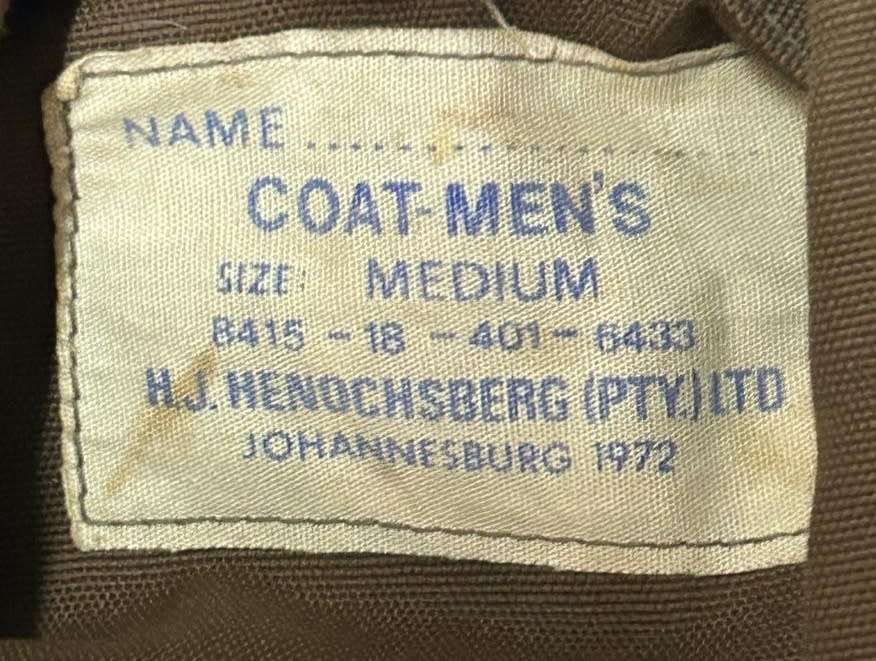 NAME ......................
COAT-MEN'S
SIZE: MEDIUM
8415 - 18 - 401 - 6433
H.J. HENOCHSBERG (PTY.) LTD
JOHANNESBURG 1972